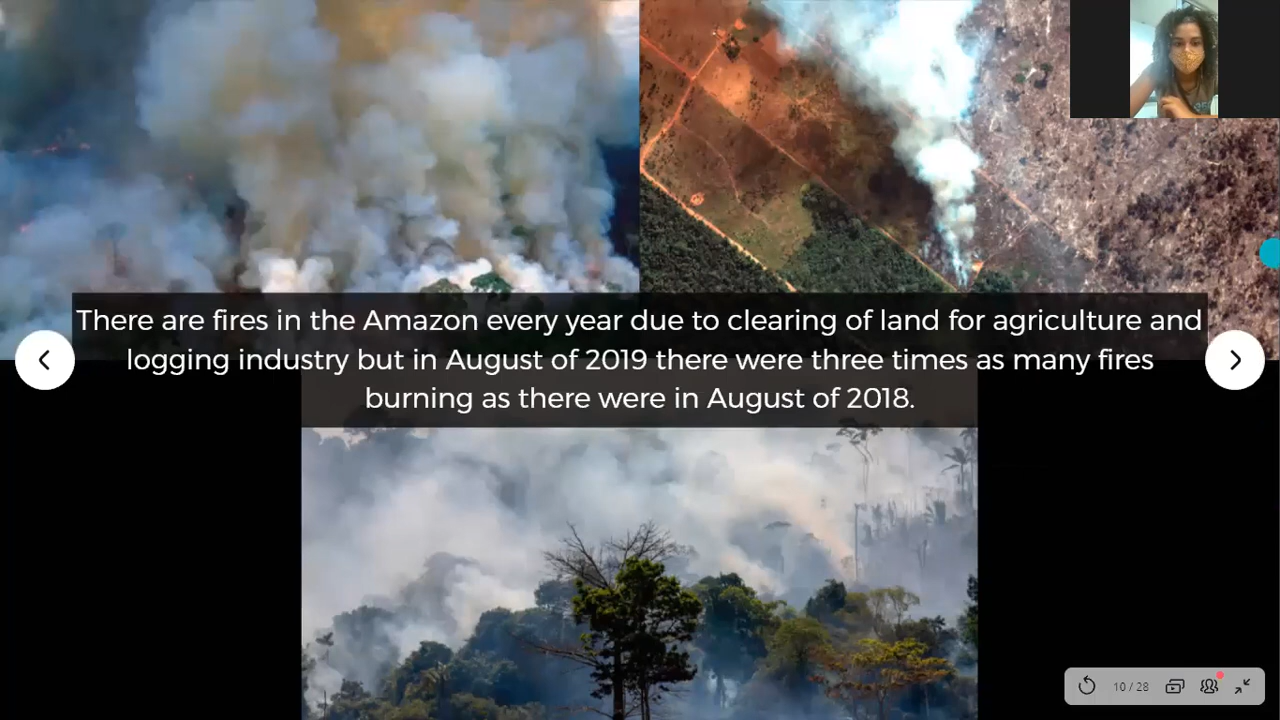 There are fires in the Amazon every year due to clearing of land for agriculture and
logging industry but in August of 2019 there were three times as many fires
burning as there were in August of 2018.
10 / 28